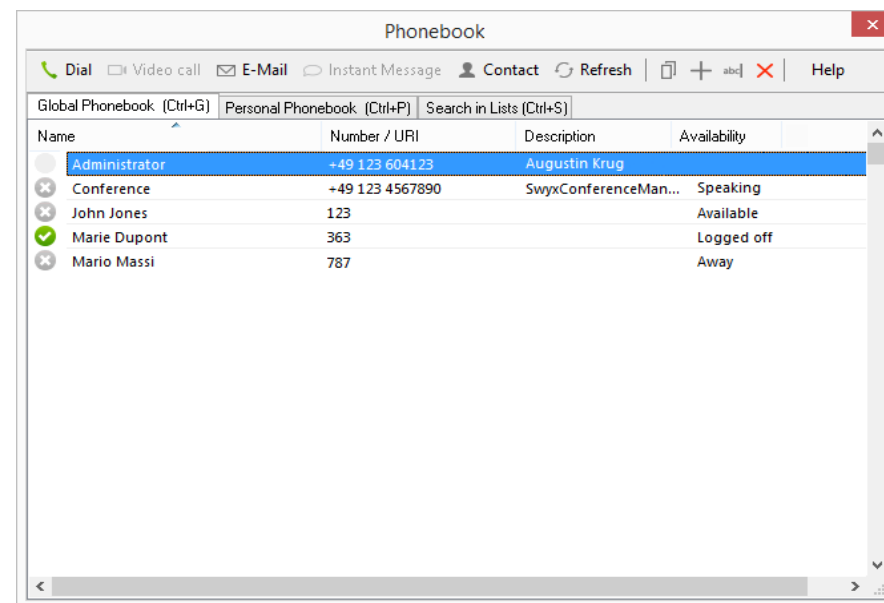 Phonebook
Dial Video call E-Mail Instant Message Contact Refresh abc Help
Global Phonebook (Ctrl+G) Personal Phonebook (Ctrl+P) Search in Lists (Ctrl+S)
Name Number / URI Description Availability
Administrator +49 123 604123 Augustin Krug
Conference +49 123 4567890 SwyxConferenceMan... Speaking
John Jones 123 Available
Marie Dupont 363 Logged off
Mario Massi 787 Away